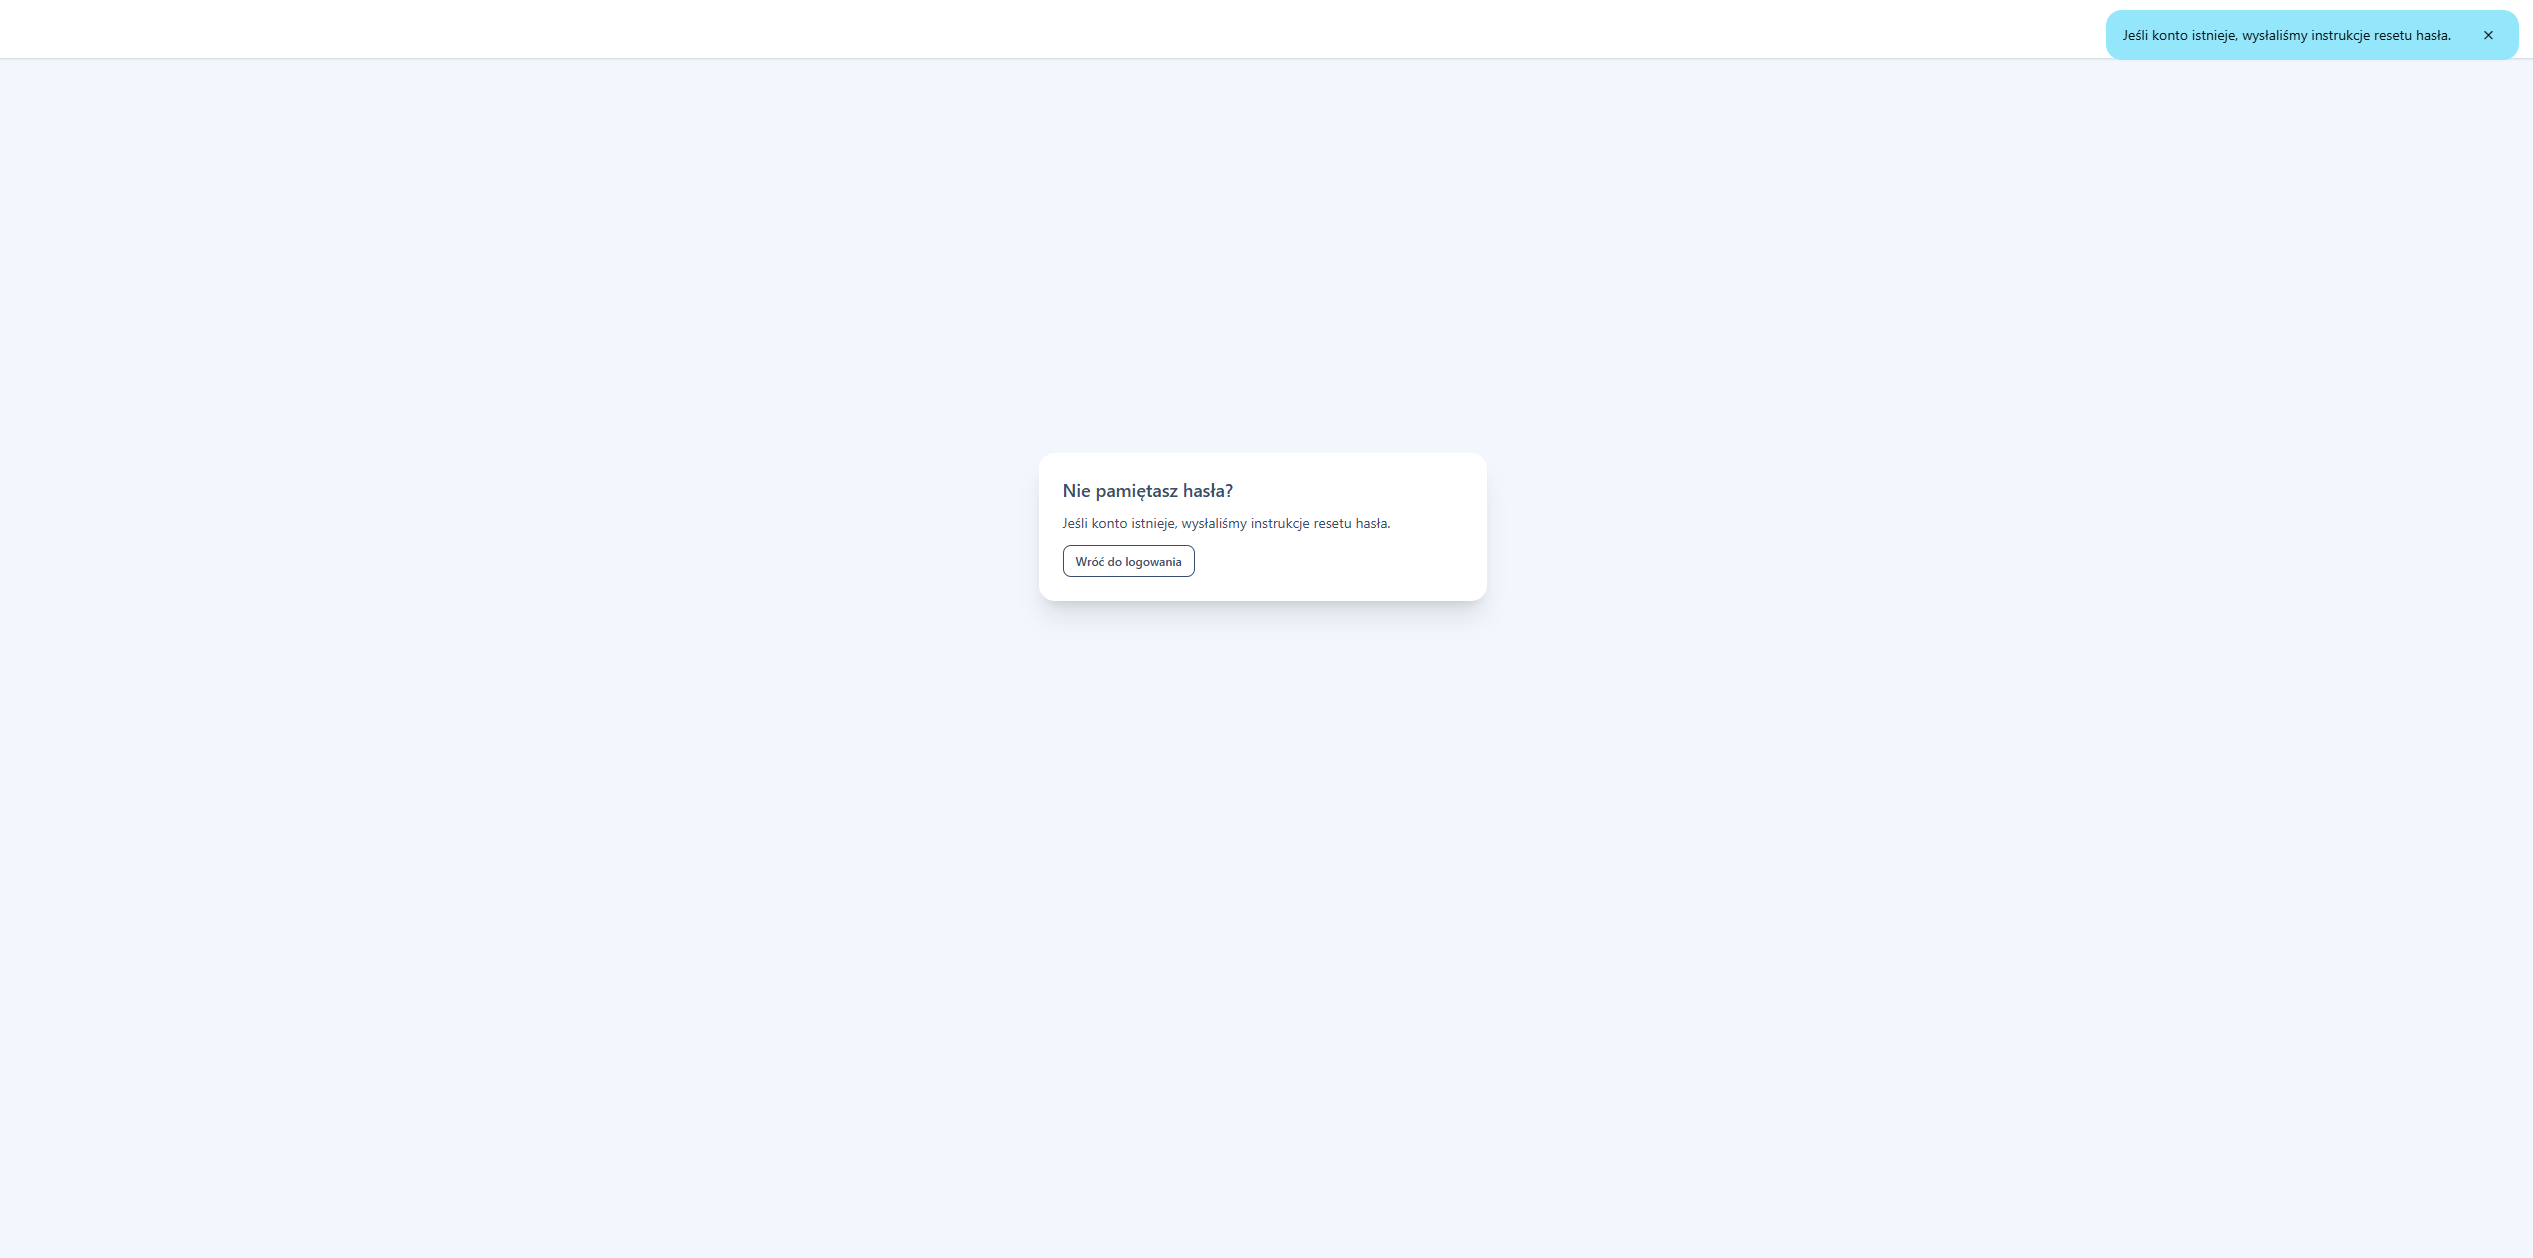 Jeśli konto istnieje, wysłaliśmy instrukcje resetu hasła.
Nie pamiętasz hasła?
Jeśli konto istnieje, wysłaliśmy instrukcje resetu hasła.
Wróć do logowania